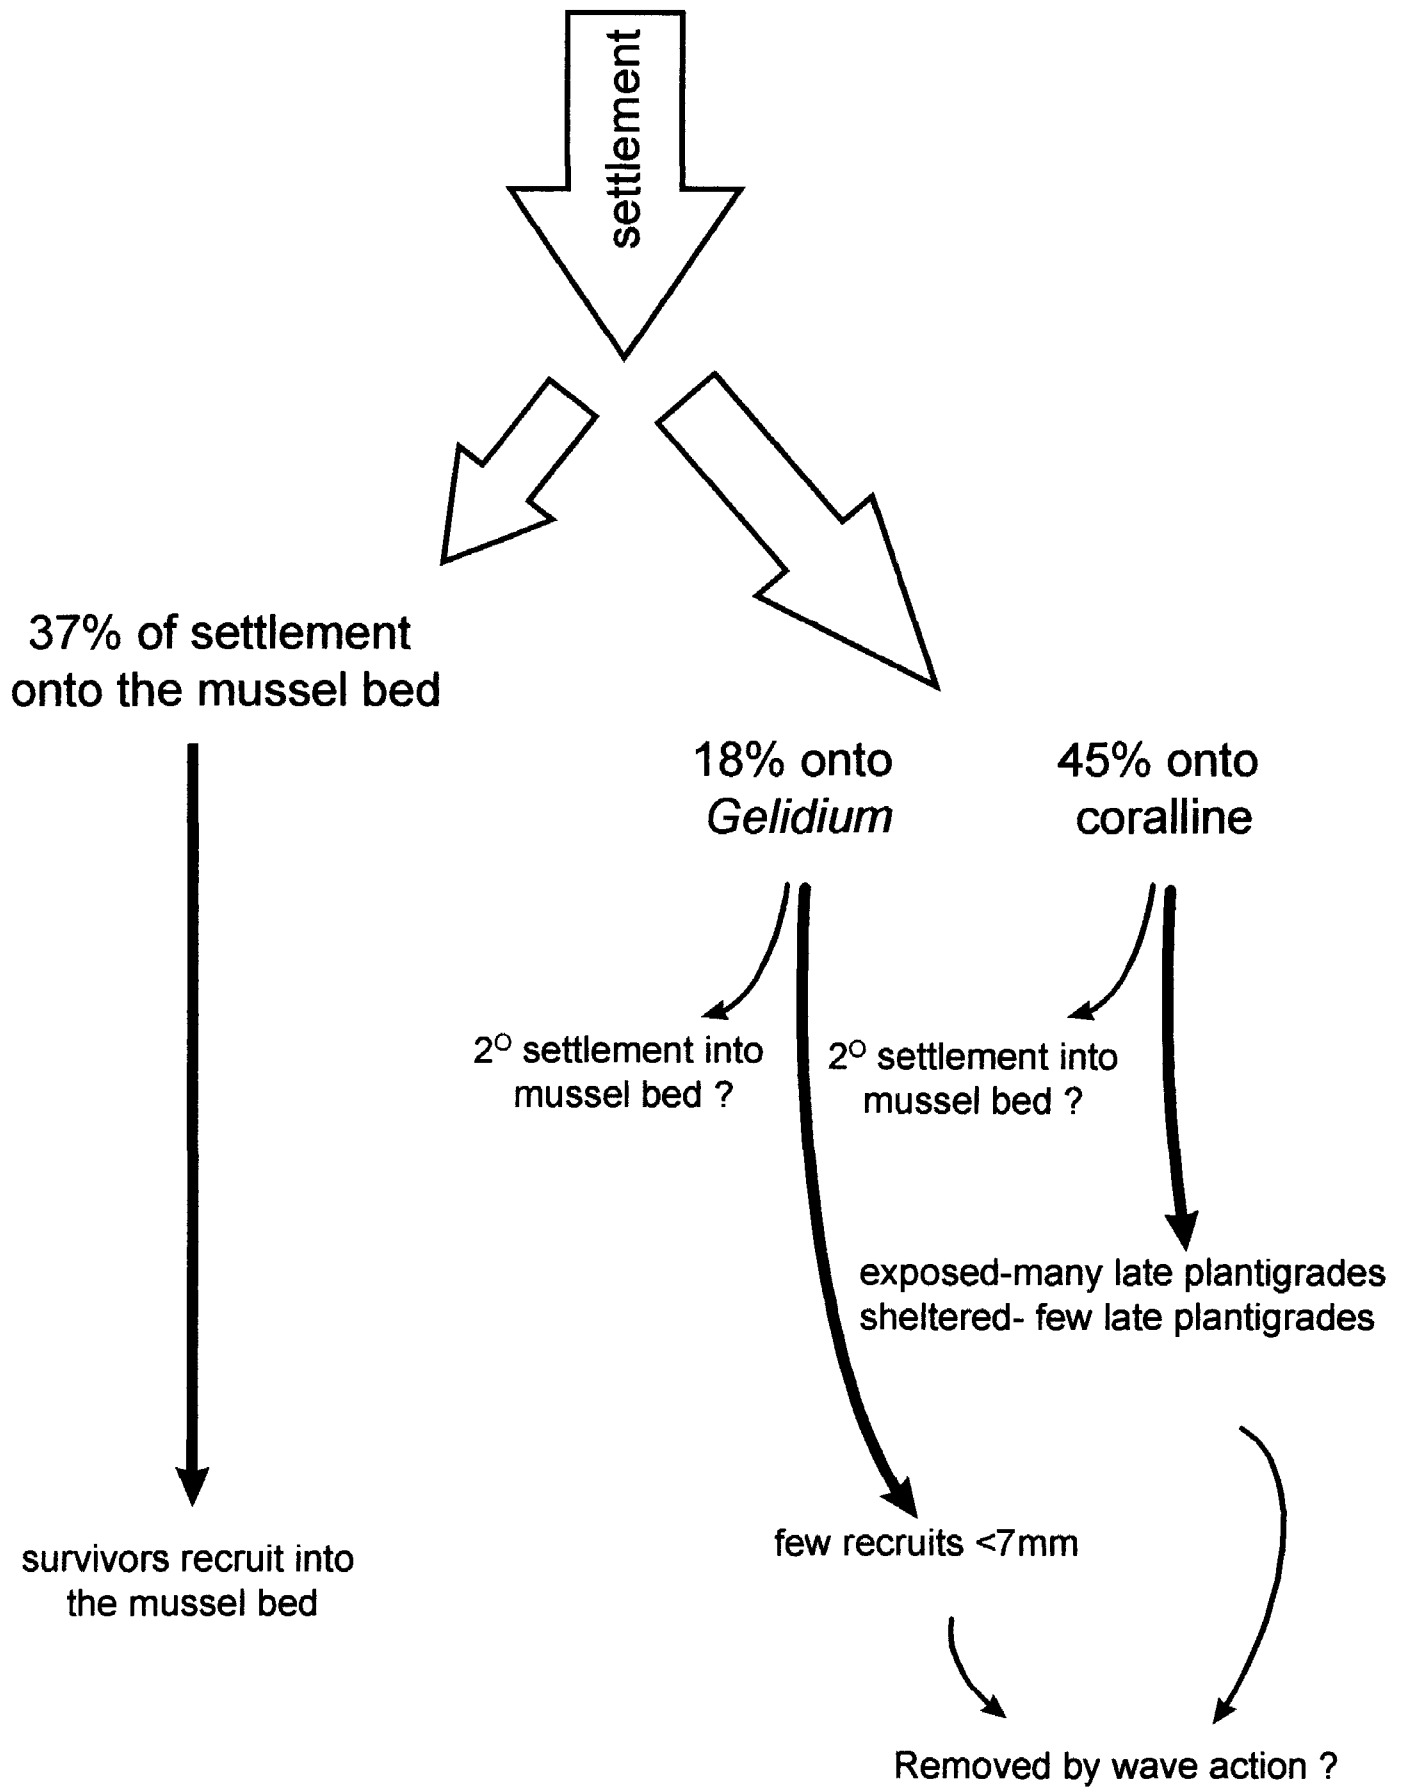 settlement
37% of settlement
onto the mussel bed
18% onto
Gelidium
45% onto
coralline
2° settlement into
mussel bed ?
2° settlement into
mussel bed ?
exposed-many late plantigrades
sheltered- few late plantigrades
few recruits <7mm
survivors recruit into
the mussel bed
Removed by wave action ?